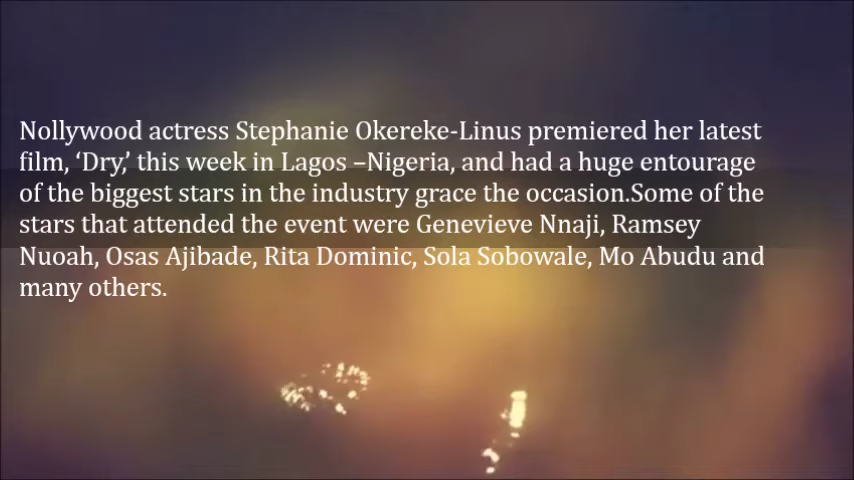 Nollywood actress Stephanie Okereke-Linus premiered her latest
film, ‘Dry,’ this week in Lagos –Nigeria, and had a huge entourage
of the biggest stars in the industry grace the occasion.Some of the
stars that attended the event were Genevieve Nnaji, Ramsey
Nuoah, Osas Ajibade, Rita Dominic, Sola Sobowale, Mo Abudu and
many others.